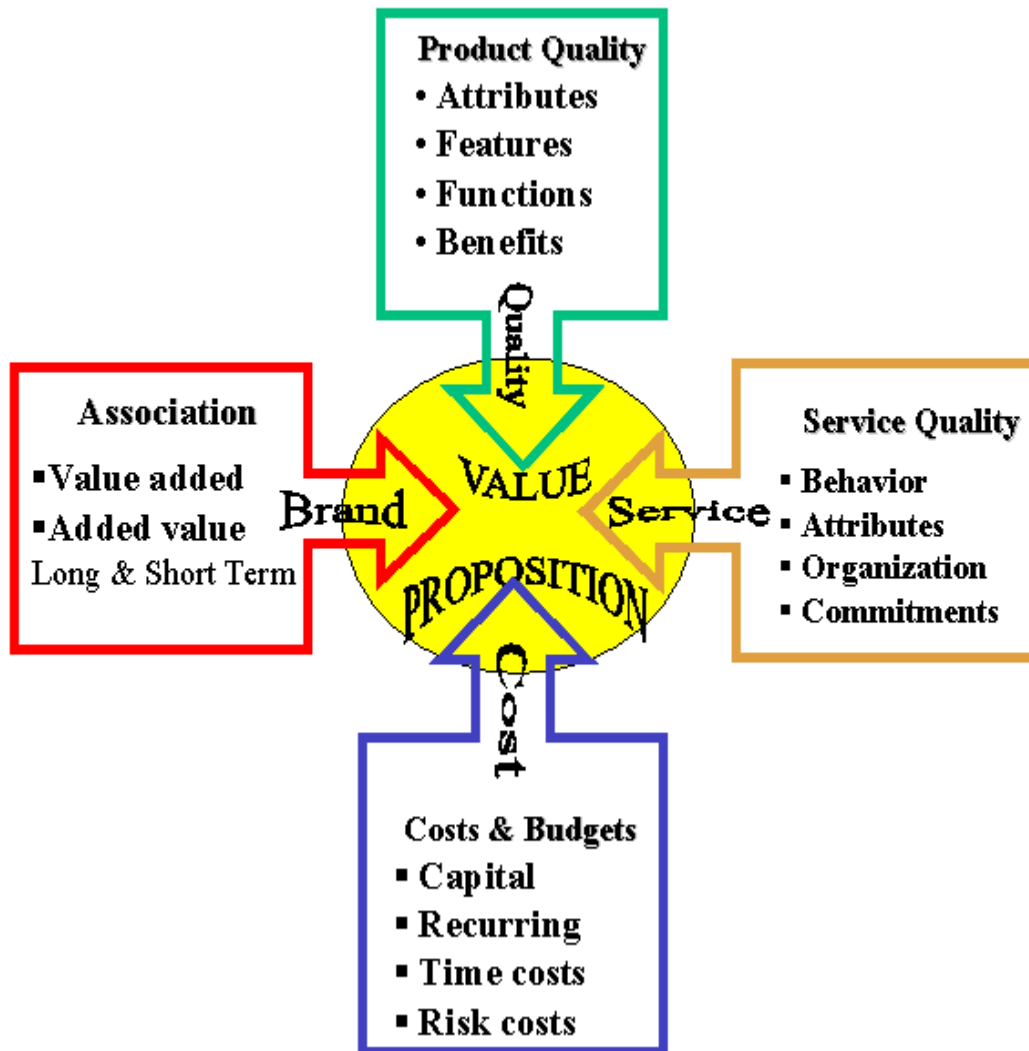 Product Quality
• Attributes
• Features
• Functions
• Benefits
Quality
Association
▪Value added
▪Added value
Long & Short Term
Brand
VALUE
PROPOSITION
Service
Service Quality
▪Behavior
▪Attributes
▪Organization
▪Commitments
Cost
Costs & Budgets
▪ Capital
▪ Recurring
▪ Time costs
▪ Risk costs